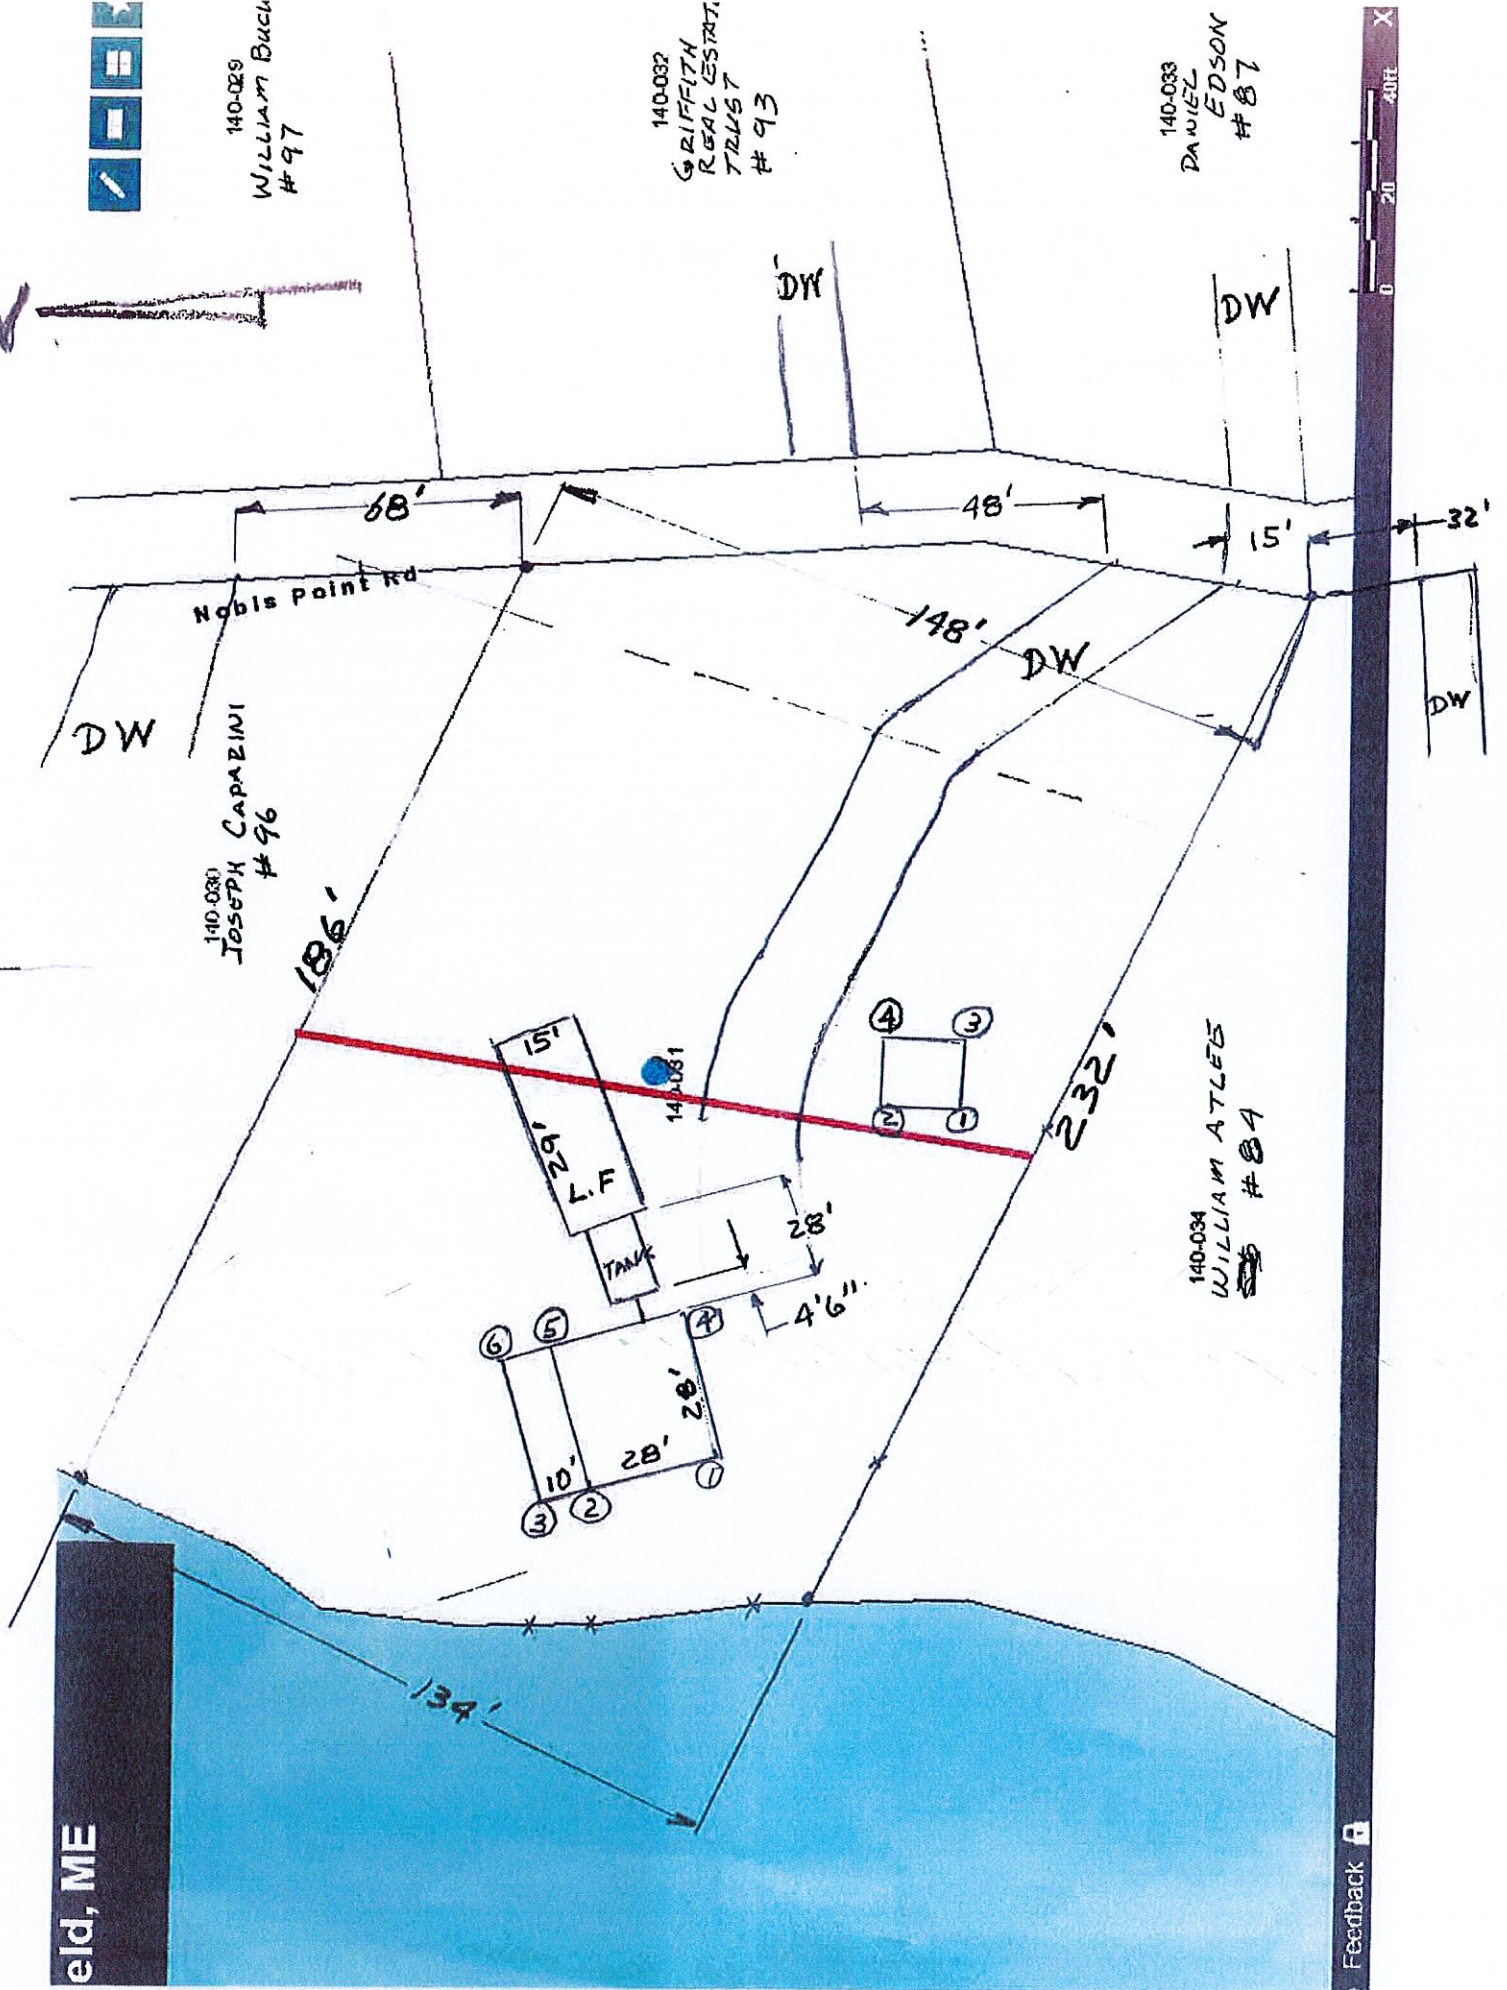 140-029
WILLIAM
#97
140-032
GRIFFITH
REAL ESTAT.
TRUST
#93
140-033
DANIEL
EDSON
#87
X
40ft
20
0
DW
DW
68'
48'
15'
32'
Nobis Point Rd
148'
DW
DW
DW
140-030
JOSEPH CAPARINI
#96
186'
15'
29'
L.F
TANK
140-031
4
3
2
1
232'
28'
4'6"
140-034
WILLIAM ATLEE
#84
6
5
4
28'
28'
10'
3
2
1
134'
eld, ME
Feedback